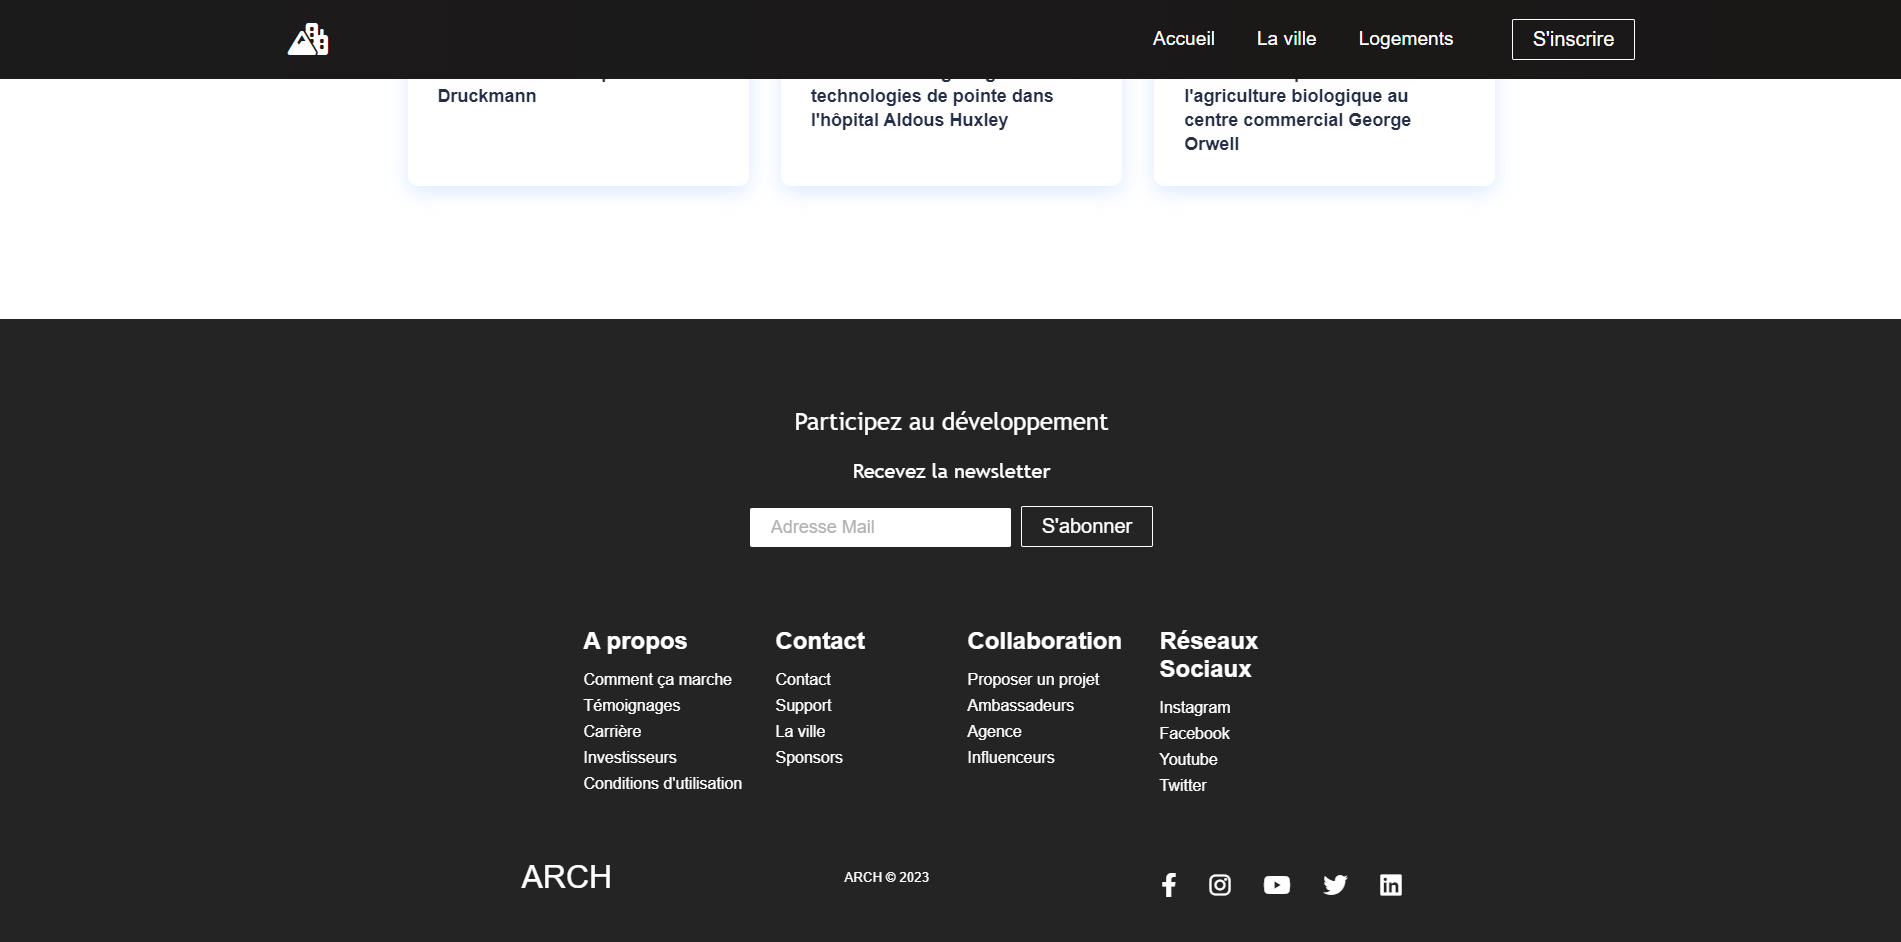 Accueil La ville Logements S'inscrire
Druckmann
technologies de pointe dans
l'hôpital Aldous Huxley
l'agriculture biologique au
centre commercial George
Orwell
Participez au développement
Recevez la newsletter
Adresse Mail S'abonner
A propos
Comment ça marche
Témoignages
Carrière
Investisseurs
Conditions d'utilisation
Contact
Contact
Support
La ville
Sponsors
Collaboration
Proposer un projet
Ambassadeurs
Agence
Influenceurs
Réseaux
Sociaux
Instagram
Facebook
Youtube
Twitter
ARCH
ARCH © 2023